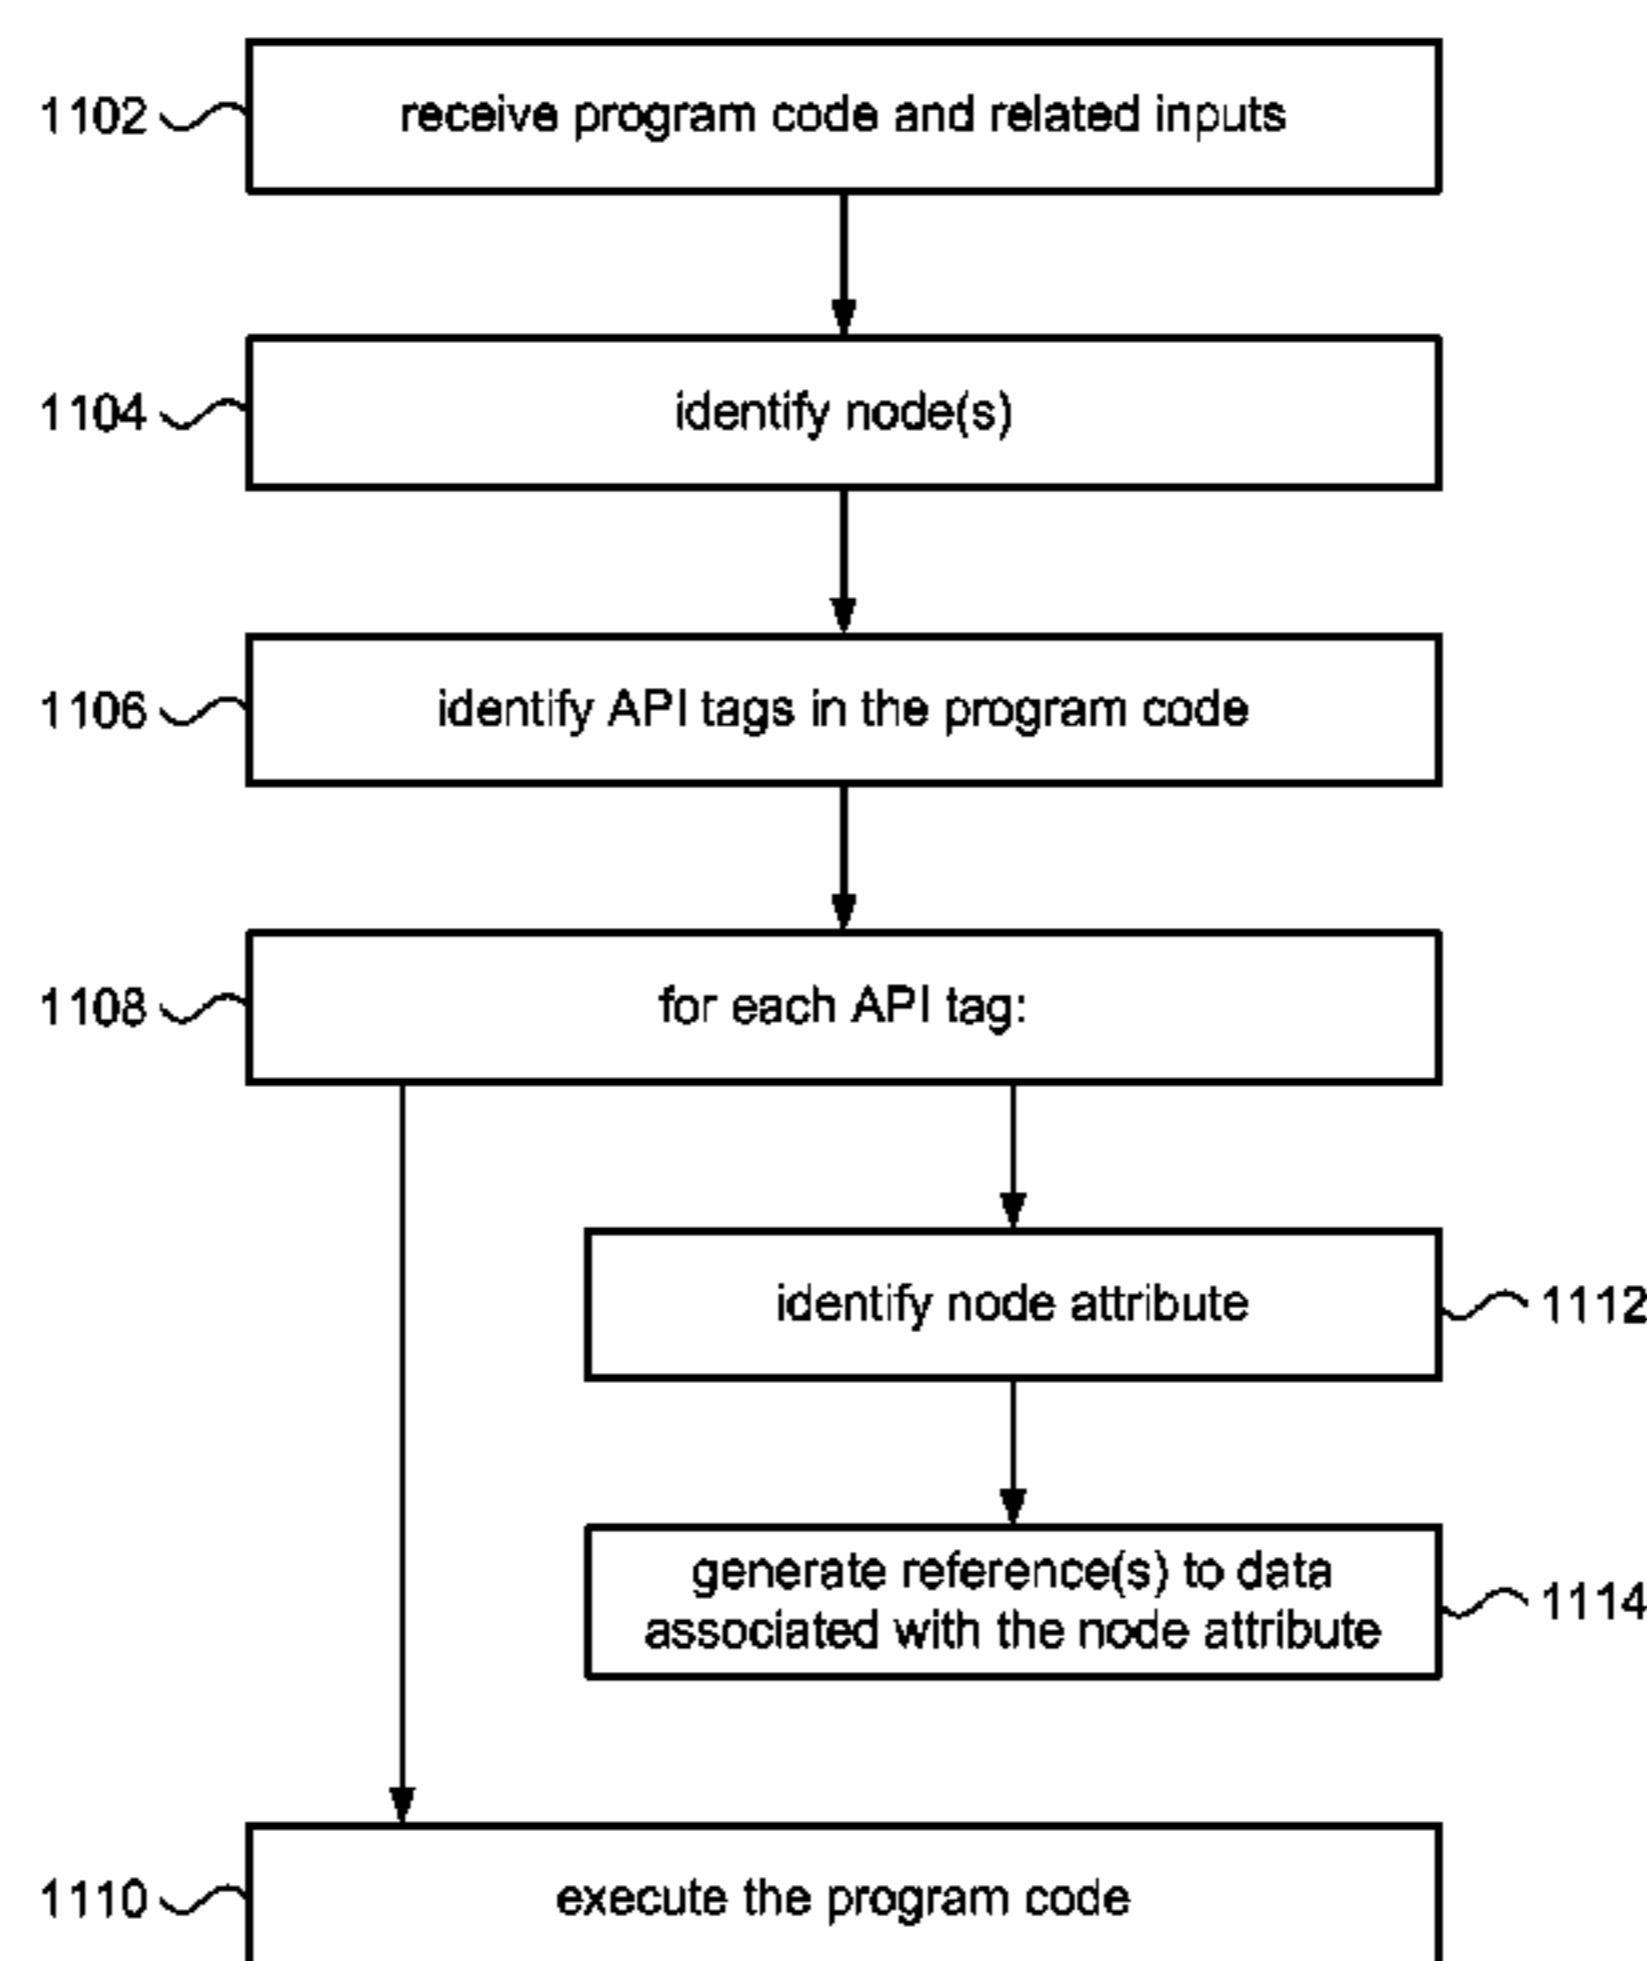 1102
receive program code and related inputs
1104
identify node(s)
1106
identify API tags in the program code
1108
for each API tag:
identify node attribute
1112
generate reference(s) to data
associated with the node attribute
1114
1110
execute the program code